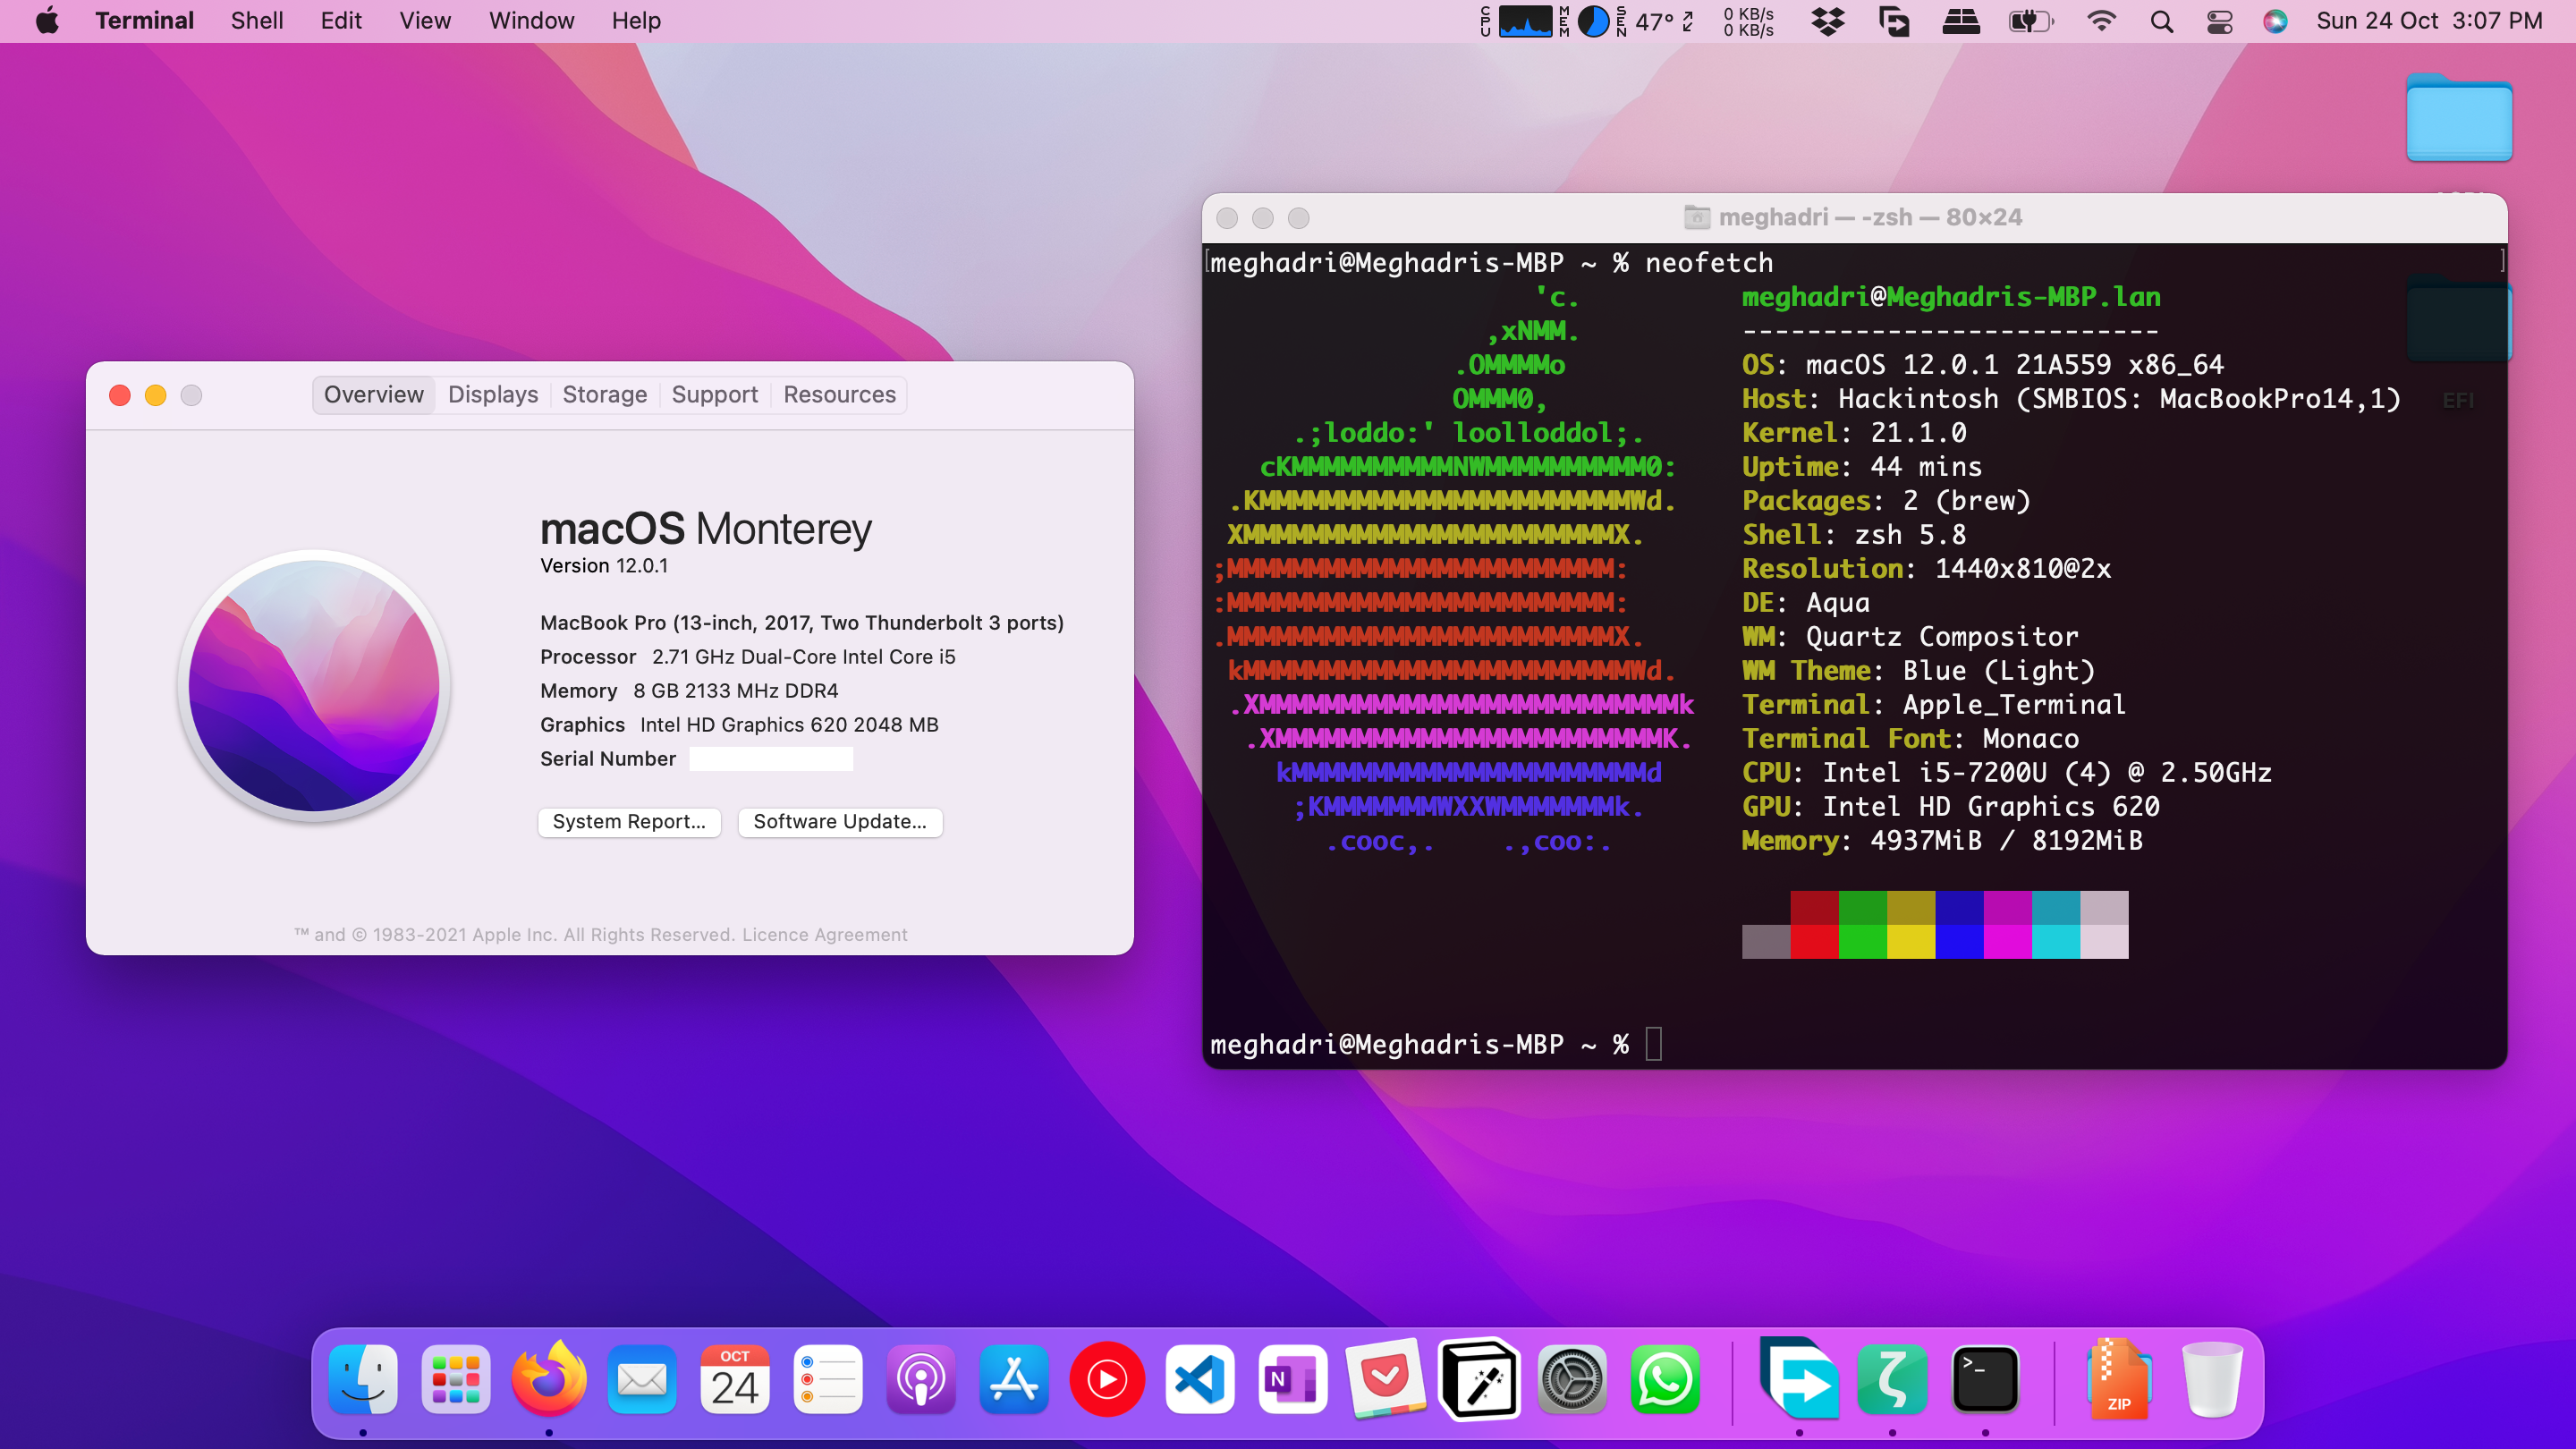 Terminal Shell Edit View Window Help
CPU MEM SEN 47° 0 KB/s 0 KB/s Sun 24 Oct 3:07 PM
Overview Displays Storage Support Resources
macOS Monterey
Version 12.0.1
MacBook Pro (13-inch, 2017, Two Thunderbolt 3 ports)
Processor 2.71 GHz Dual-Core Intel Core i5
Memory 8 GB 2133 MHz DDR4
Graphics Intel HD Graphics 620 2048 MB
Serial Number
System Report... Software Update...
™ and © 1983-2021 Apple Inc. All Rights Reserved. Licence Agreement
meghadri — -zsh — 80×24
[meghadri@Meghadris-MBP ~ % neofetch ]
'c. meghadri@Meghadris-MBP.lan
,xNMM. --------------------------
.OMMMMo OS: macOS 12.0.1 21A559 x86_64
OMMM0, Host: Hackintosh (SMBIOS: MacBookPro14,1)
.;loddo:' loolloddol;. Kernel: 21.1.0
cKMMMMMMMMMMNWMMMMMMMMMM0: Uptime: 44 mins
.KMMMMMMMMMMMMMMMMMMMMMMMWd. Packages: 2 (brew)
XMMMMMMMMMMMMMMMMMMMMMMMX. Shell: zsh 5.8
;MMMMMMMMMMMMMMMMMMMMMMMM: Resolution: 1440x810@2x
:MMMMMMMMMMMMMMMMMMMMMMMM: DE: Aqua
.MMMMMMMMMMMMMMMMMMMMMMMMX. WM: Quartz Compositor
kMMMMMMMMMMMMMMMMMMMMMMMMWd. WM Theme: Blue (Light)
.XMMMMMMMMMMMMMMMMMMMMMMMMMMk Terminal: Apple_Terminal
.XMMMMMMMMMMMMMMMMMMMMMMMMK. Terminal Font: Monaco
kMMMMMMMMMMMMMMMMMMMMMMd CPU: Intel i5-7200U (4) @ 2.50GHz
;KMMMMMMMWXXWMMMMMMMk. GPU: Intel HD Graphics 620
.cooc,. .,coo:. Memory: 4937MiB / 8192MiB
meghadri@Meghadris-MBP ~ %
EFI
OCT
24
N
ζ
>_
ZIP